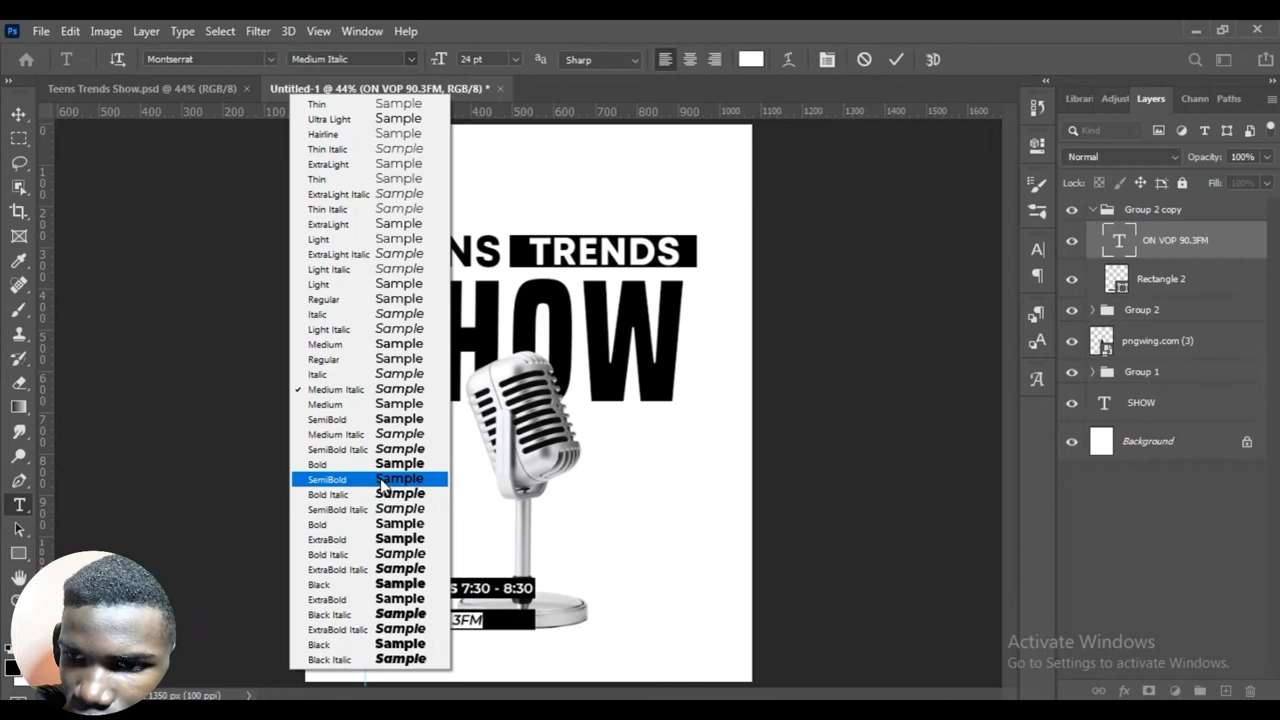 Ps File Edit Image Layer Type Select Filter 3D View Window Help
T Montserrat Medium Italic 24 pt aa Sharp 3D
Teens Trends Show.psd @ 44% (RGB/8) × Untitled-1 @ 44% (ON VOP 90.3FM, RGB/8) * ×
600 500 400 300 200 100 500 600 700 800 900 1000 1100 1200 1300 1400 1500 1600
Thin Sample
Ultra Light Sample
Hairline Sample
Thin Italic Sample
ExtraLight Sample
Thin Sample
ExtraLight Italic Sample
Thin Italic Sample
ExtraLight Sample
Light Sample
ExtraLight Italic Sample
Light Italic Sample
Light Sample
Regular Sample
Italic Sample
Light Italic Sample
Medium Sample
Regular Sample
Italic Sample
✓ Medium Italic Sample
Medium Sample
SemiBold Sample
Medium Italic Sample
SemiBold Italic Sample
Bold Sample
SemiBold Sample
Bold Italic Sample
SemiBold Italic Sample
Bold Sample
ExtraBold Sample
Bold Italic Sample
ExtraBold Italic Sample
Black Sample
ExtraBold Sample
Black Italic Sample
ExtraBold Italic Sample
Black Sample
Black Italic Sample
NS TRENDS
HOW
S 7:30 - 8:30
3FM
Librar Adjust Layers Chann Paths
Kind
Normal Opacity: 100%
Lock: Fill: 100%
Group 2 copy
T ON VOP 90.3FM
Rectangle 2
Group 2
pngwing.com (3)
Group 1
T SHOW
Background
Activate Windows
Go to Settings to activate Windows.
1350 px (100 ppi)